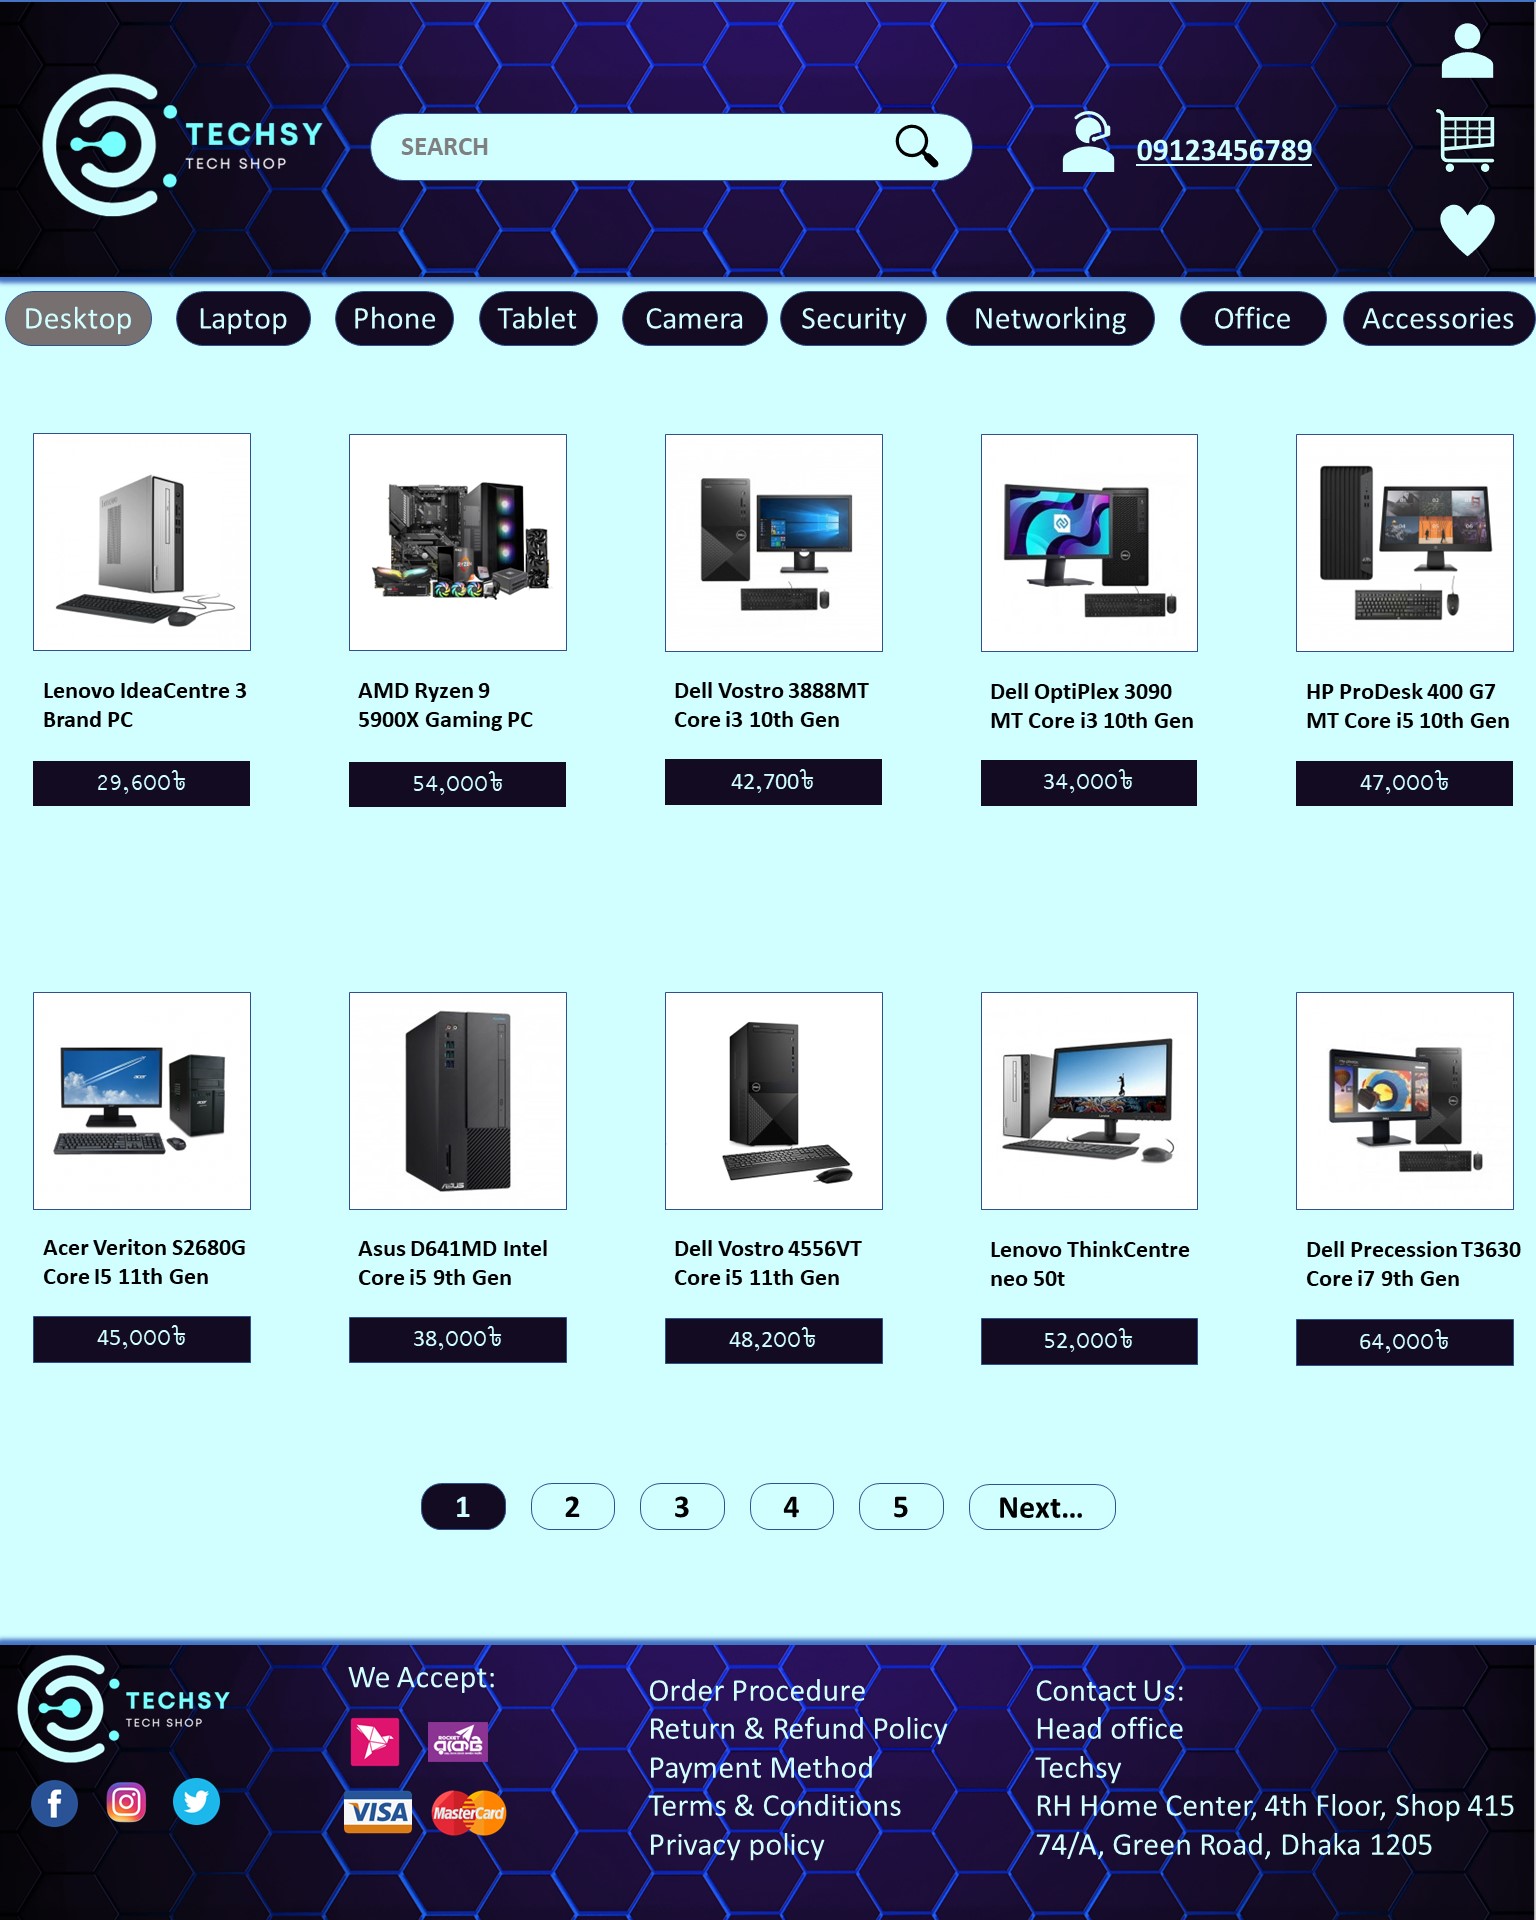 TECHSY
TECH SHOP
SEARCH
09123456789
Desktop
Laptop
Phone
Tablet
Camera
Security
Networking
Office
Accessories
Lenovo IdeaCentre 3
Brand PC
29,600৳
AMD Ryzen 9
5900X Gaming PC
54,000৳
Dell Vostro 3888MT
Core i3 10th Gen
42,700৳
Dell OptiPlex 3090
MT Core i3 10th Gen
34,000৳
HP ProDesk 400 G7
MT Core i5 10th Gen
47,000৳
Acer Veriton S2680G
Core I5 11th Gen
45,000৳
Asus D641MD Intel
Core i5 9th Gen
38,000৳
Dell Vostro 4556VT
Core i5 11th Gen
48,200৳
Lenovo ThinkCentre
neo 50t
52,000৳
Dell Precession T3630
Core i7 9th Gen
64,000৳
1
2
3
4
5
Next...
TECHSY
TECH SHOP
We Accept:
ROCKET
VISA
MasterCard
Order Procedure
Return & Refund Policy
Payment Method
Terms & Conditions
Privacy policy
Contact Us:
Head office
Techsy
RH Home Center, 4th Floor, Shop 415
74/A, Green Road, Dhaka 1205